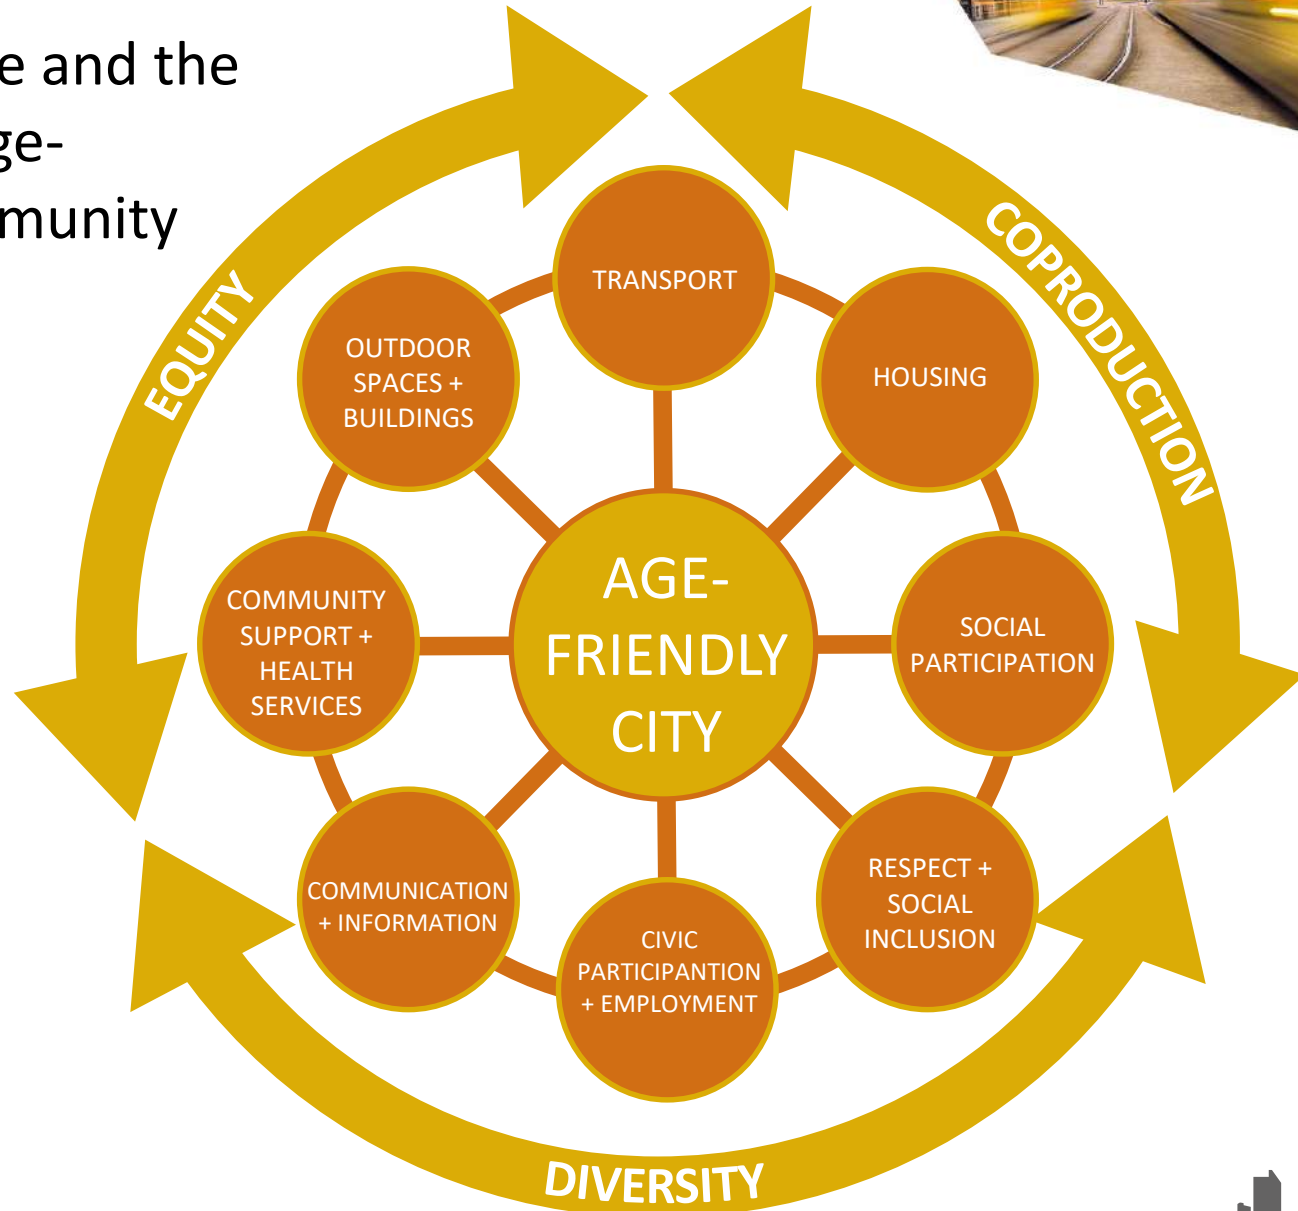 e and the
ge-
munity
EQUITY
COPRODUCTION
TRANSPORT
OUTDOOR
SPACES +
BUILDINGS
HOUSING
COMMUNITY
SUPPORT +
HEALTH
SERVICES
AGE-
FRIENDLY
CITY
SOCIAL
PARTICIPATION
COMMUNICATION
+ INFORMATION
CIVIC
PARTICIPANTION
+ EMPLOYMENT
RESPECT +
SOCIAL
INCLUSION
DIVERSITY